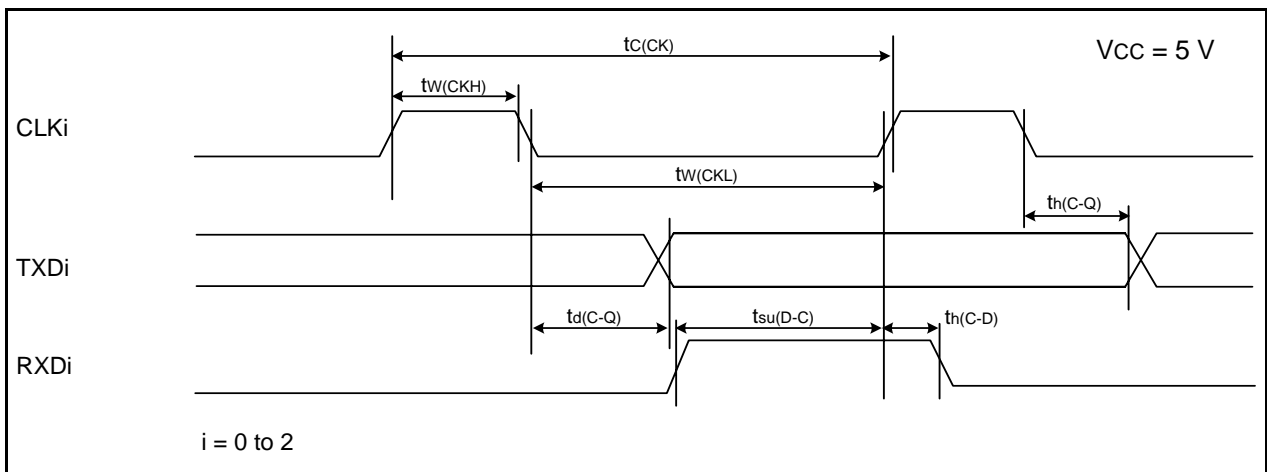 tC(CK)
VCC = 5 V
tW(CKH)
CLKi
tW(CKL)
th(C-Q)
TXDi
td(C-Q)
tsu(D-C)
th(C-D)
RXDi
i = 0 to 2